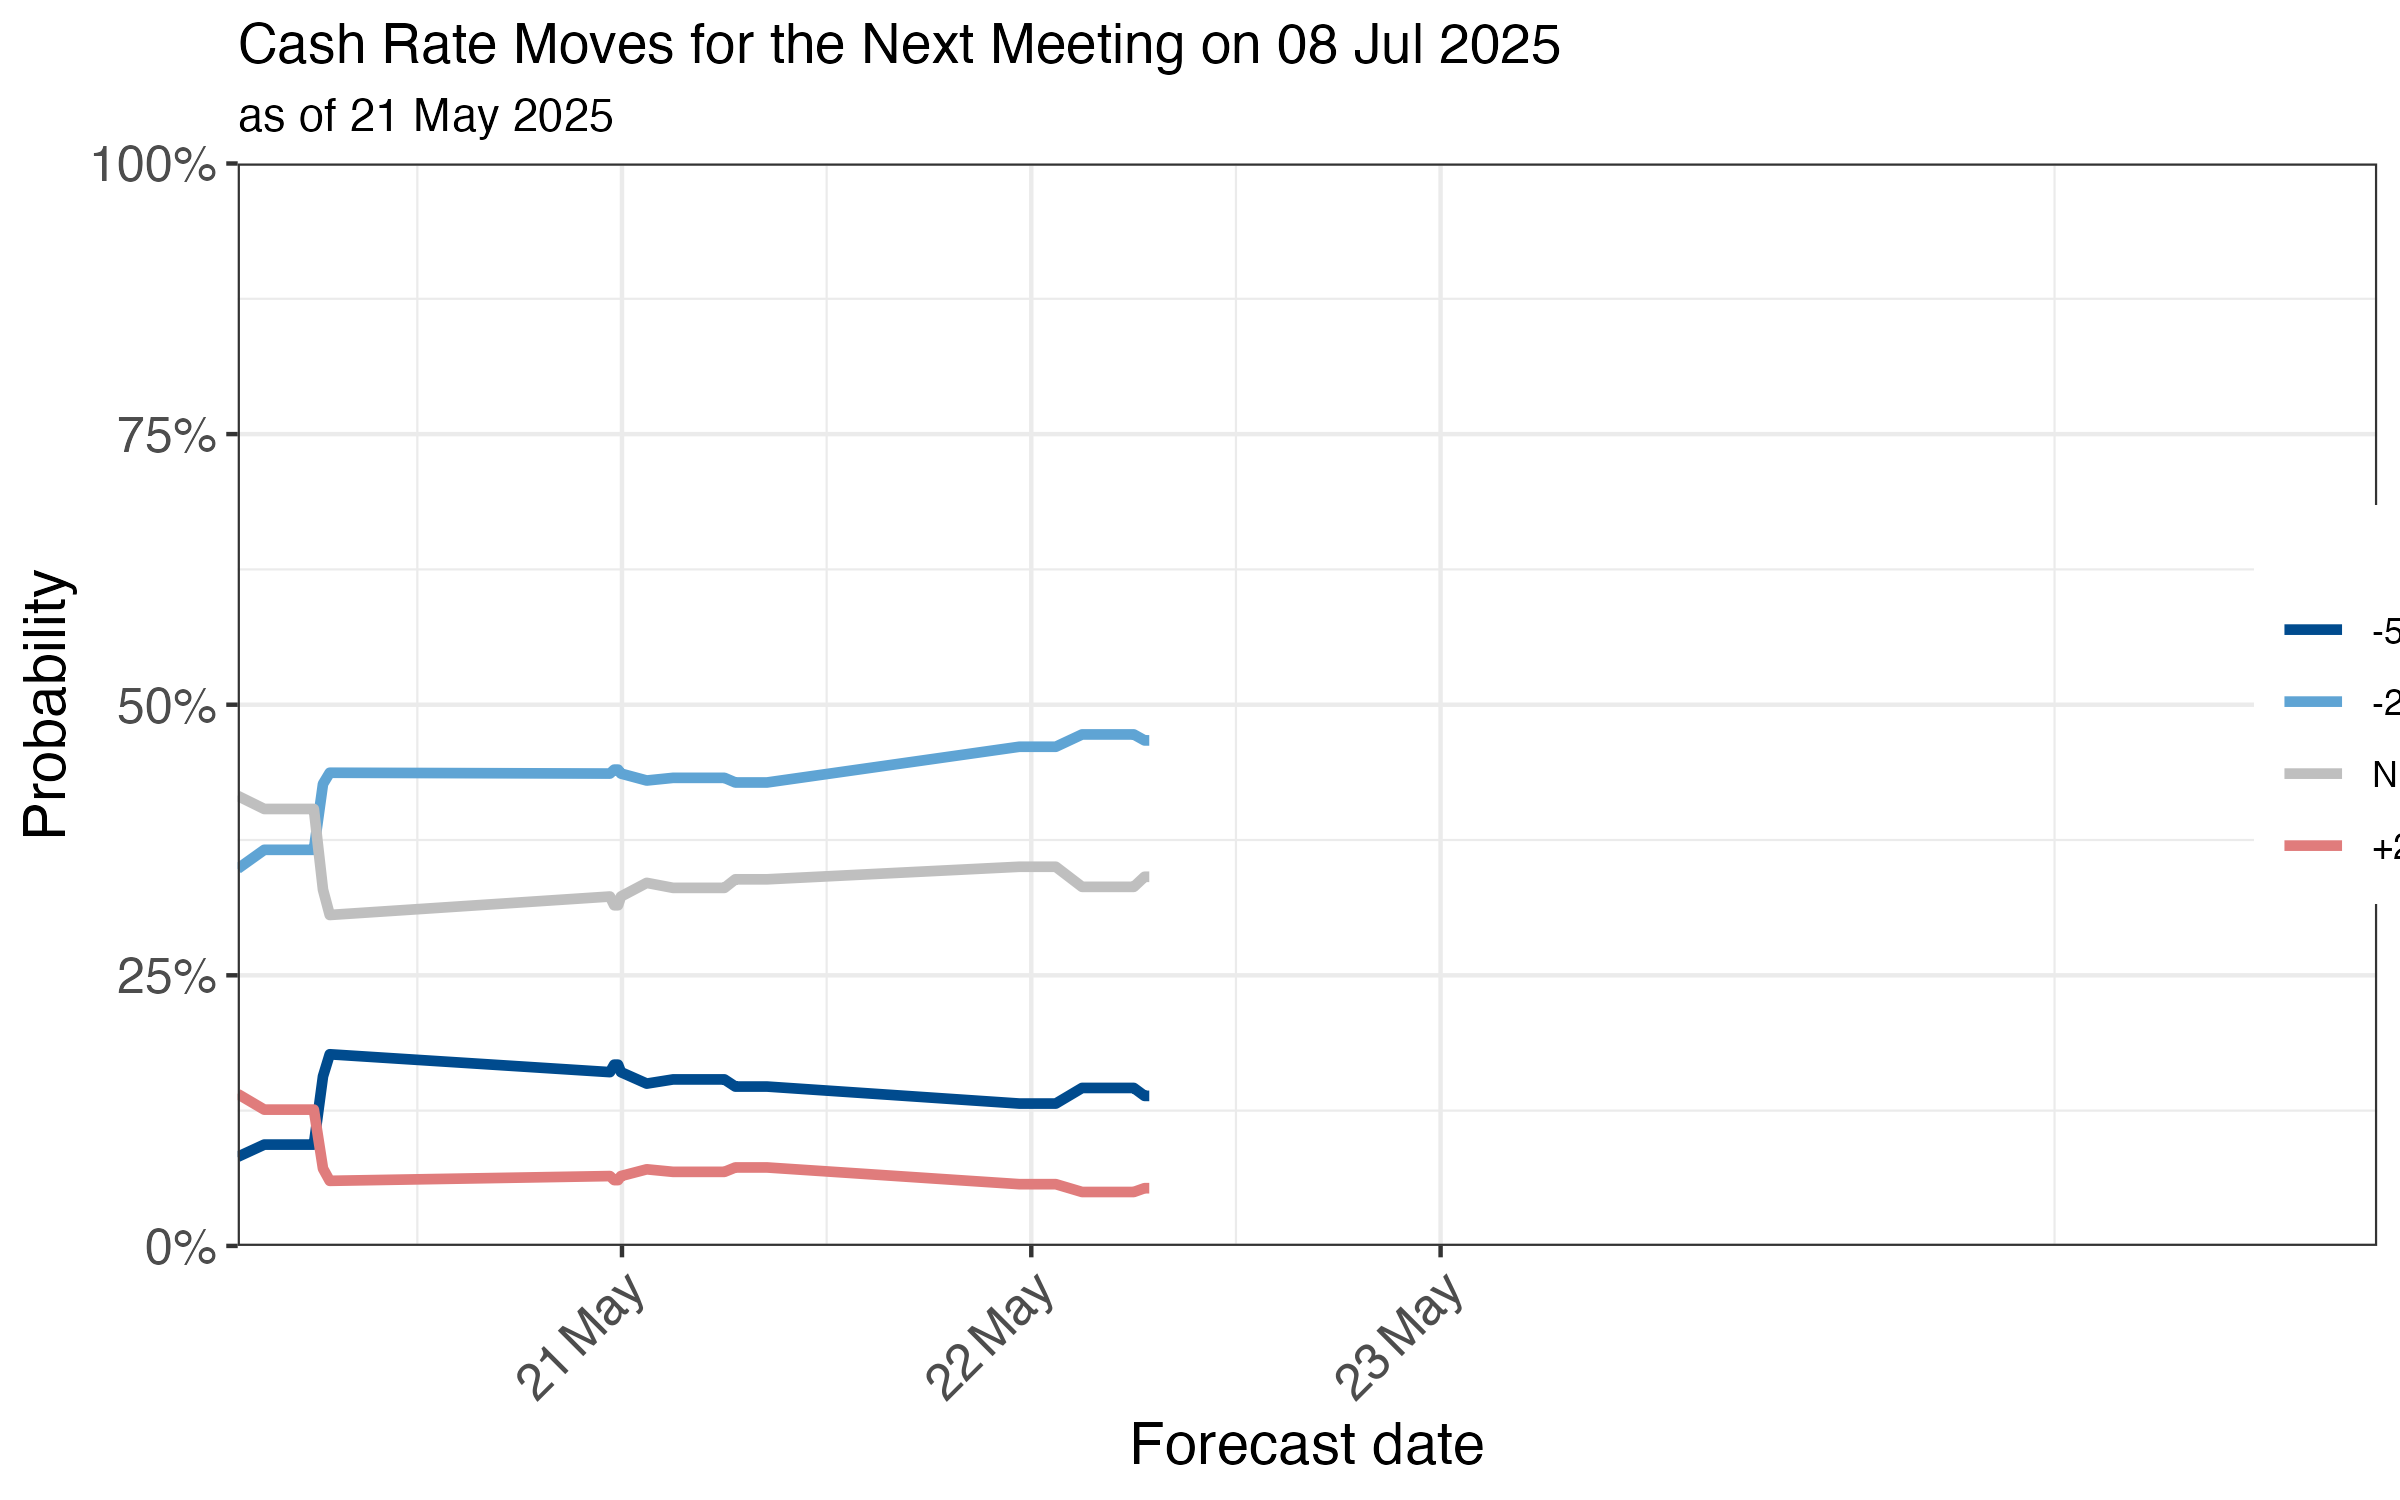 Cash Rate Moves for the Next Meeting on 08 Jul 2025
as of 21 May 2025
100%
75%
50%
25%
0%
Probability
-5
-2
N
+2
21 May
22 May
23 May
Forecast date